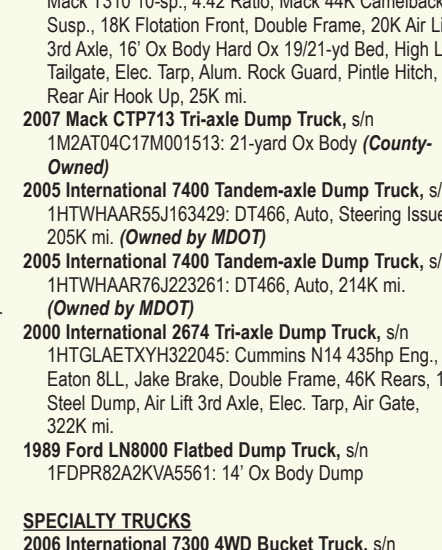 Mack T310 10-sp., 4.42 Ratio, Mack 44K Camelback
Susp., 18K Flotation Front, Double Frame, 20K Air Li
3rd Axle, 16’ Ox Body Hard Ox 19/21-yd Bed, High L
Tailgate, Elec. Tarp, Alum. Rock Guard, Pintle Hitch,
Rear Air Hook Up, 25K mi.
2007 Mack CTP713 Tri-axle Dump Truck, s/n
1M2AT04C17M001513: 21-yard Ox Body (County-
Owned)
2005 International 7400 Tandem-axle Dump Truck, s/
1HTWHAAR55J163429: DT466, Auto, Steering Issue
205K mi. (Owned by MDOT)
2005 International 7400 Tandem-axle Dump Truck, s/
1HTWHAAR76J223261: DT466, Auto, 214K mi.
(Owned by MDOT)
2000 International 2674 Tri-axle Dump Truck, s/n
1HTGLAETXYH322045: Cummins N14 435hp Eng.,
Eaton 8LL, Jake Brake, Double Frame, 46K Rears, 1
Steel Dump, Air Lift 3rd Axle, Elec. Tarp, Air Gate,
322K mi.
1989 Ford LN8000 Flatbed Dump Truck, s/n
1FDPR82A2KVA5561: 14’ Ox Body Dump
SPECIALTY TRUCKS
2006 International 7300 4WD Bucket Truck, s/n